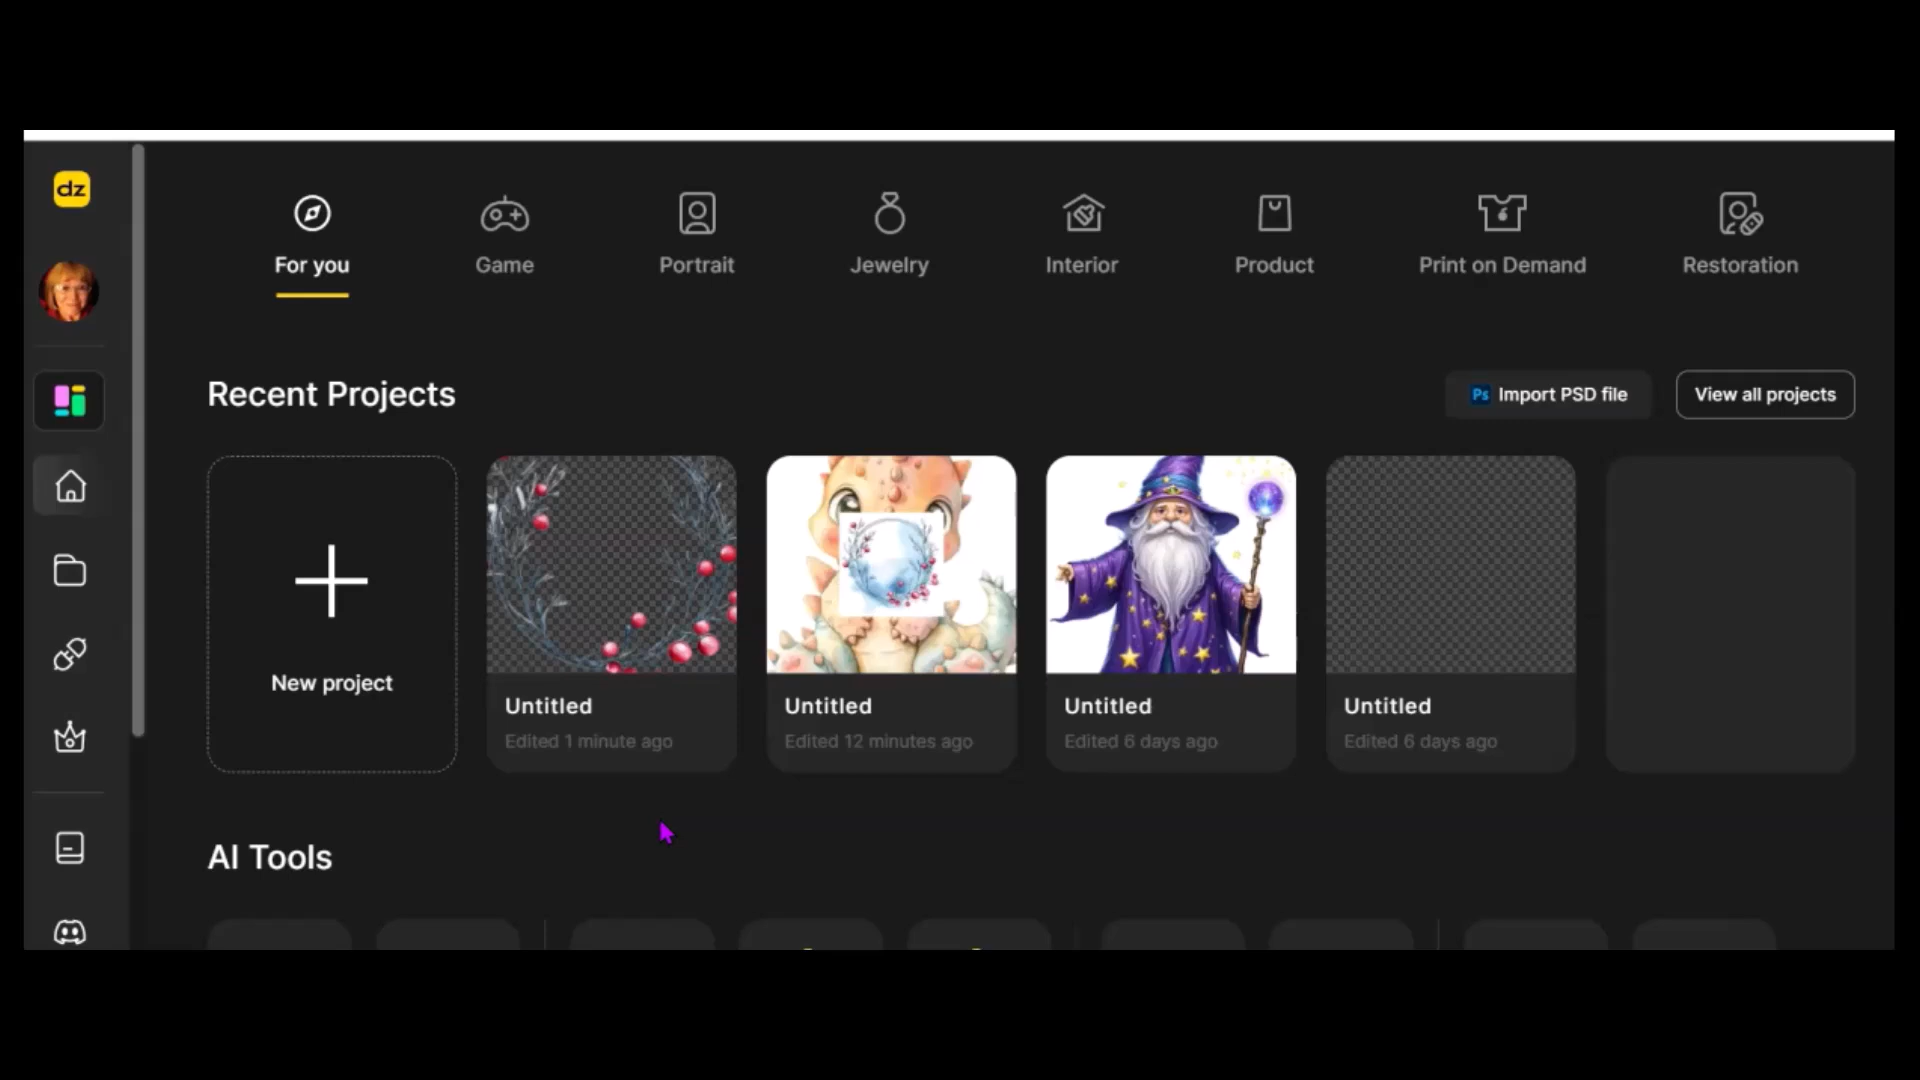 dz
For you
Game
Portrait
Jewelry
Interior
Product
Print on Demand
Restoration
Recent Projects
Ps Import PSD file
View all projects
New project
Untitled
Edited 1 minute ago
Untitled
Edited 12 minutes ago
Untitled
Edited 6 days ago
Untitled
Edited 6 days ago
AI Tools